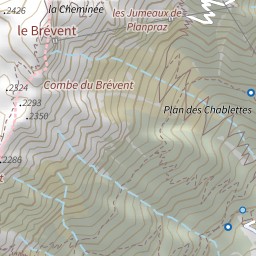 .2426
la Cheminée
les Jumeaux de
Planpraz
le Brévent
Combe du Brévent
.2324
.2293
.2350
Plan des Chablettes
.2286